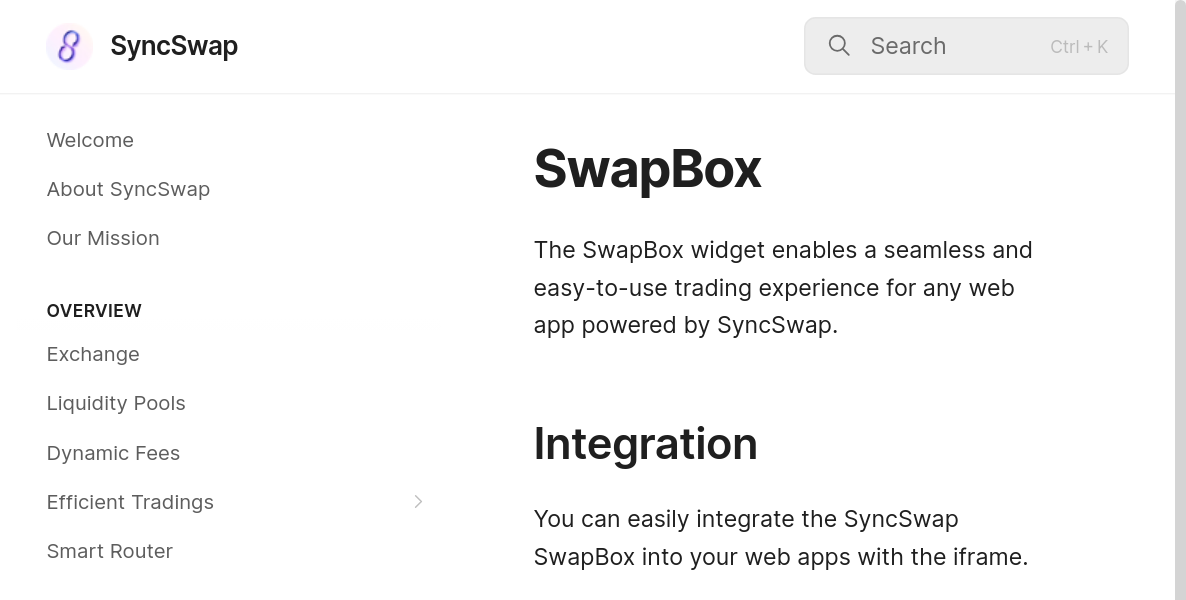 SyncSwap
Search
Ctrl + K
Welcome
About SyncSwap
Our Mission
OVERVIEW
Exchange
Liquidity Pools
Dynamic Fees
Efficient Tradings
Smart Router
SwapBox
The SwapBox widget enables a seamless and
easy-to-use trading experience for any web
app powered by SyncSwap.
Integration
You can easily integrate the SyncSwap
SwapBox into your web apps with the iframe.